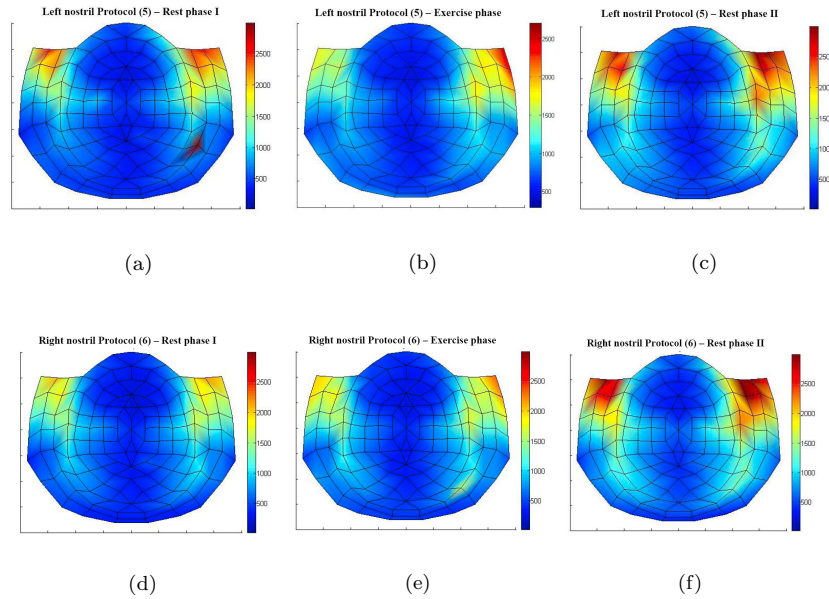 Left nostril Protocol (5) – Rest phase I
Left nostril Protocol (5) – Exercise phase
Left nostril Protocol (5) – Rest phase II
2500
2000
1500
1000
500
2500
2000
1500
1000
500
2500
2000
1500
1000
500
(a)
(b)
(c)
Right nostril Protocol (6) – Rest phase I
Right nostril Protocol (6) – Exercise phase
Right nostril Protocol (6) – Rest phase II
2500
2000
1500
1000
500
2500
2000
1500
1000
500
2500
2000
1500
1000
500
(d)
(e)
(f)